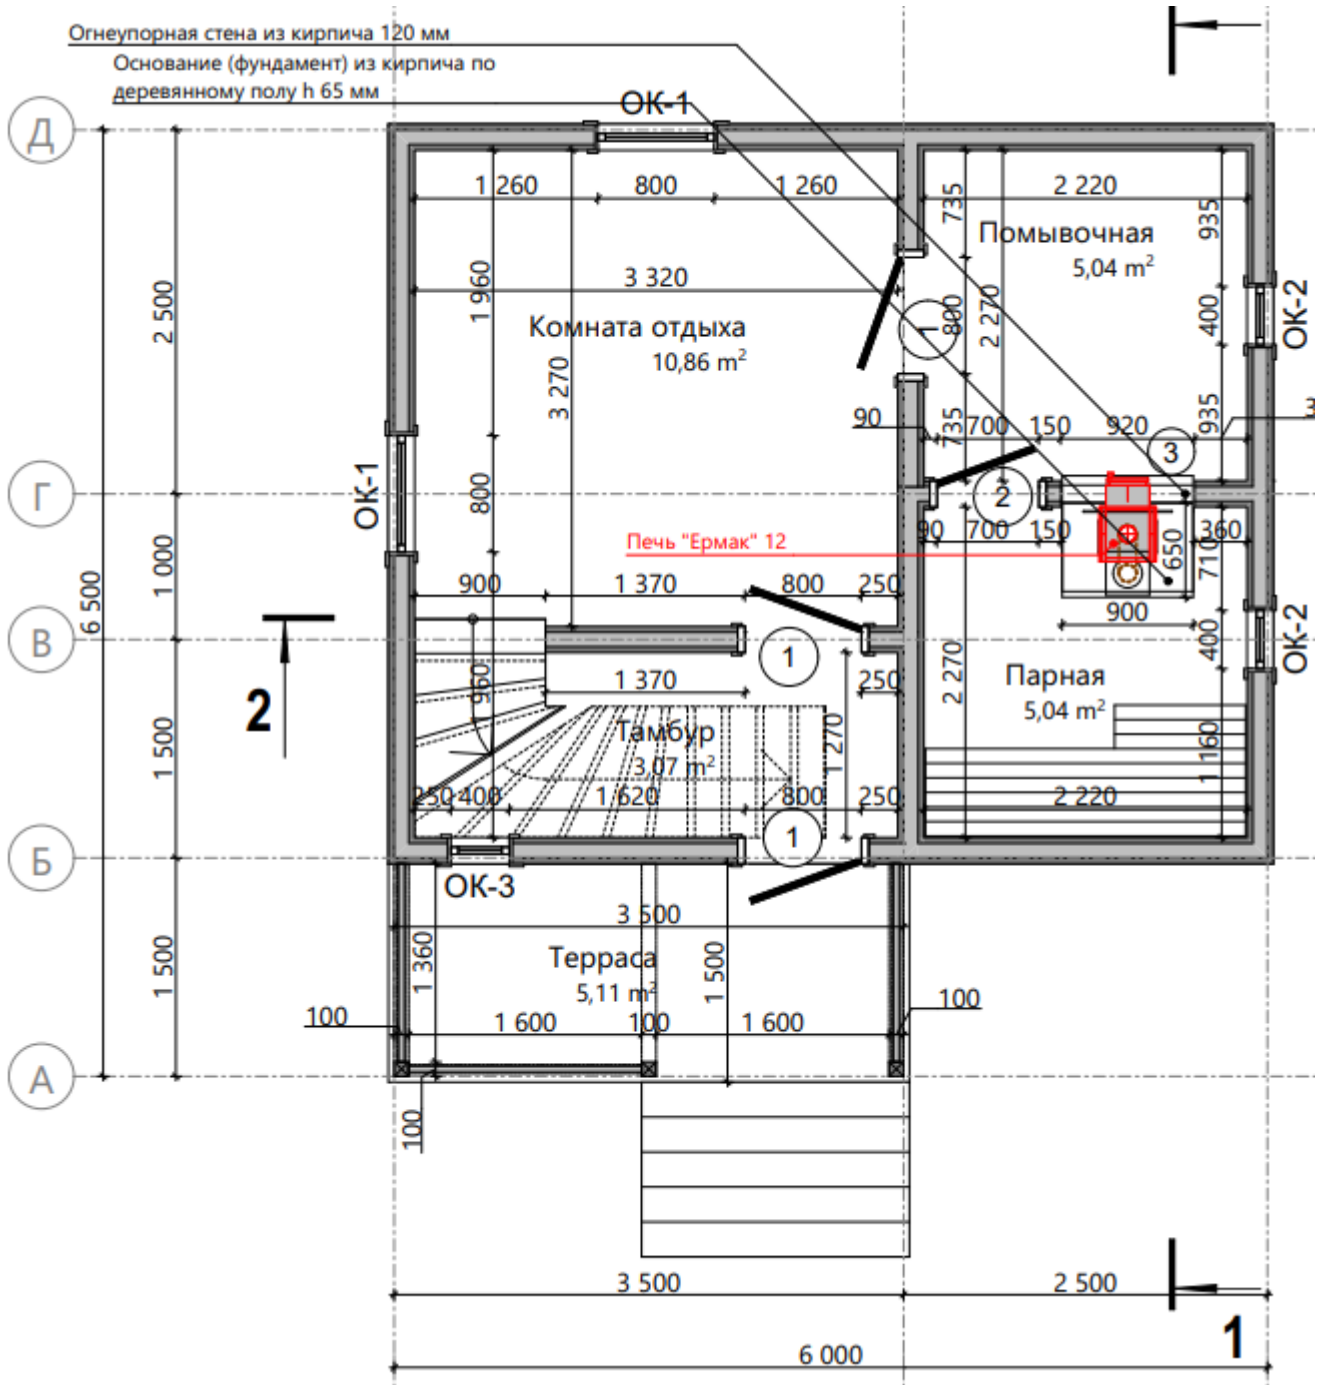 Огнеупорная стена из кирпича 120 мм
Основание (фундамент) из кирпича по
деревянному полу h 65 мм
ОК-1
Д
1 260
800
1 260
2 220
735
935
Помывочная
5,04 m²
3 320
1 960
2 500
Комната отдыха
10,86 m²
1
800
2 270
400
ОК-2
3 270
90
735
700
150
920
935
3
3
Г
ОК-1
800
2
Печь "Ермак" 12
90
700
150
650
710
360
1 000
6 500
900
1 370
800
250
900
400
ОК-2
В
1
2
960
1 370
250
2 270
Парная
5,04 m²
1 500
Тамбур
3,07 m²
1 270
1 160
250
400
1 620
800
250
2 220
1
Б
ОК-3
3 500
1 360
Терраса
5,11 m²
1 500
1 500
100
1 600
100
1 600
100
А
100
3 500
2 500
1
6 000